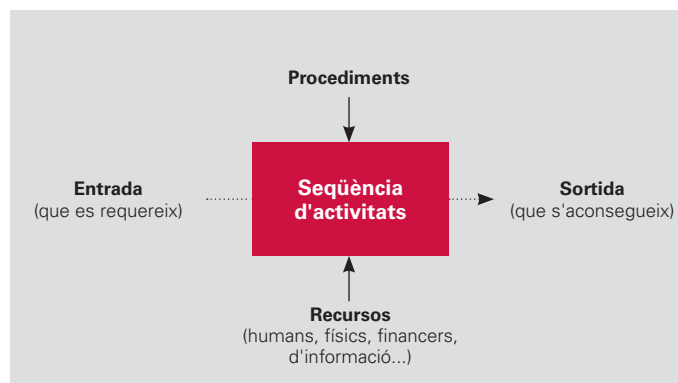 Procediments
Entrada
(que es requereix)
Seqüència
d'activitats
Sortida
(que s'aconsegueix)
Recursos
(humans, físics, financers,
d'informació...)